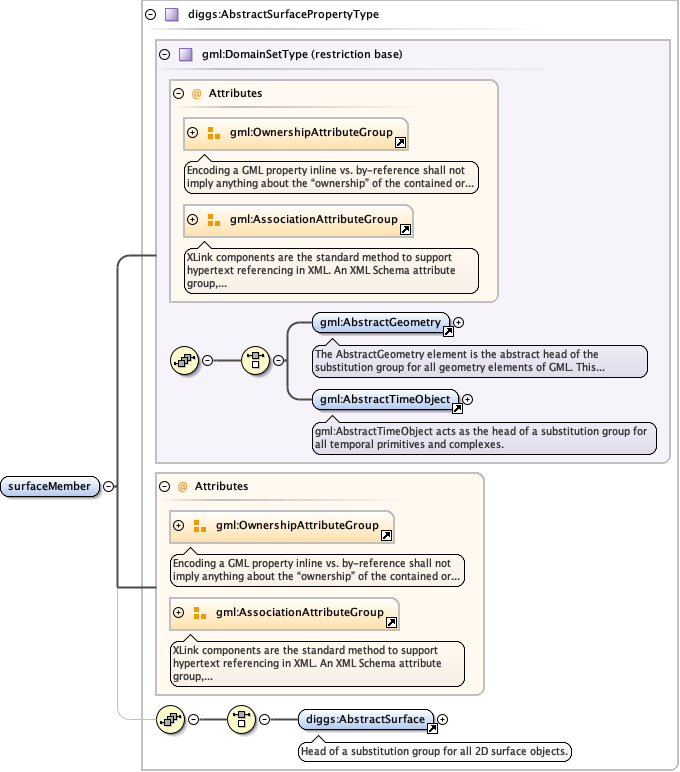 diggs:AbstractSurfacePropertyType
gml:DomainSetType (restriction base)
@ Attributes
gml:OwnershipAttributeGroup
Encoding a GML property inline vs. by-reference shall not
imply anything about the “ownership” of the contained or...
gml:AssociationAttributeGroup
XLink components are the standard method to support
hypertext referencing in XML. An XML Schema attribute
group,...
gml:AbstractGeometry
The AbstractGeometry element is the abstract head of the
substitution group for all geometry elements of GML. This...
gml:AbstractTimeObject
gml:AbstractTimeObject acts as the head of a substitution group for
all temporal primitives and complexes.
surfaceMember
@ Attributes
gml:OwnershipAttributeGroup
Encoding a GML property inline vs. by-reference shall not
imply anything about the “ownership” of the contained or...
gml:AssociationAttributeGroup
XLink components are the standard method to support
hypertext referencing in XML. An XML Schema attribute
group,...
diggs:AbstractSurface
Head of a substitution group for all 2D surface objects.